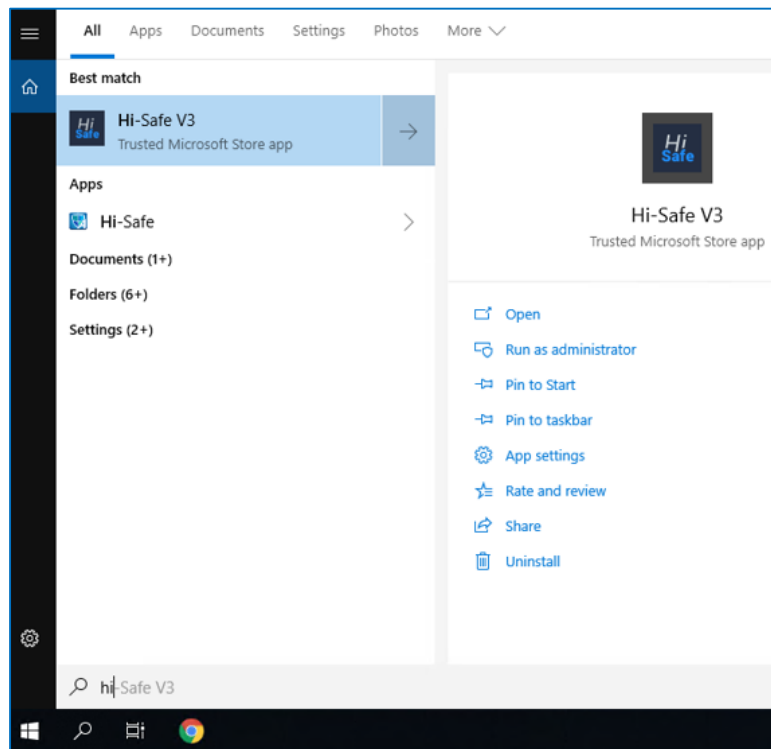 All Apps Documents Settings Photos More
Best match
Hi Safe
Hi-Safe V3
Trusted Microsoft Store app
Apps
Hi-Safe
Documents (1+)
Folders (6+)
Settings (2+)
Hi Safe
Hi-Safe V3
Trusted Microsoft Store app
Open
Run as administrator
Pin to Start
Pin to taskbar
App settings
Rate and review
Share
Uninstall
hi-Safe V3